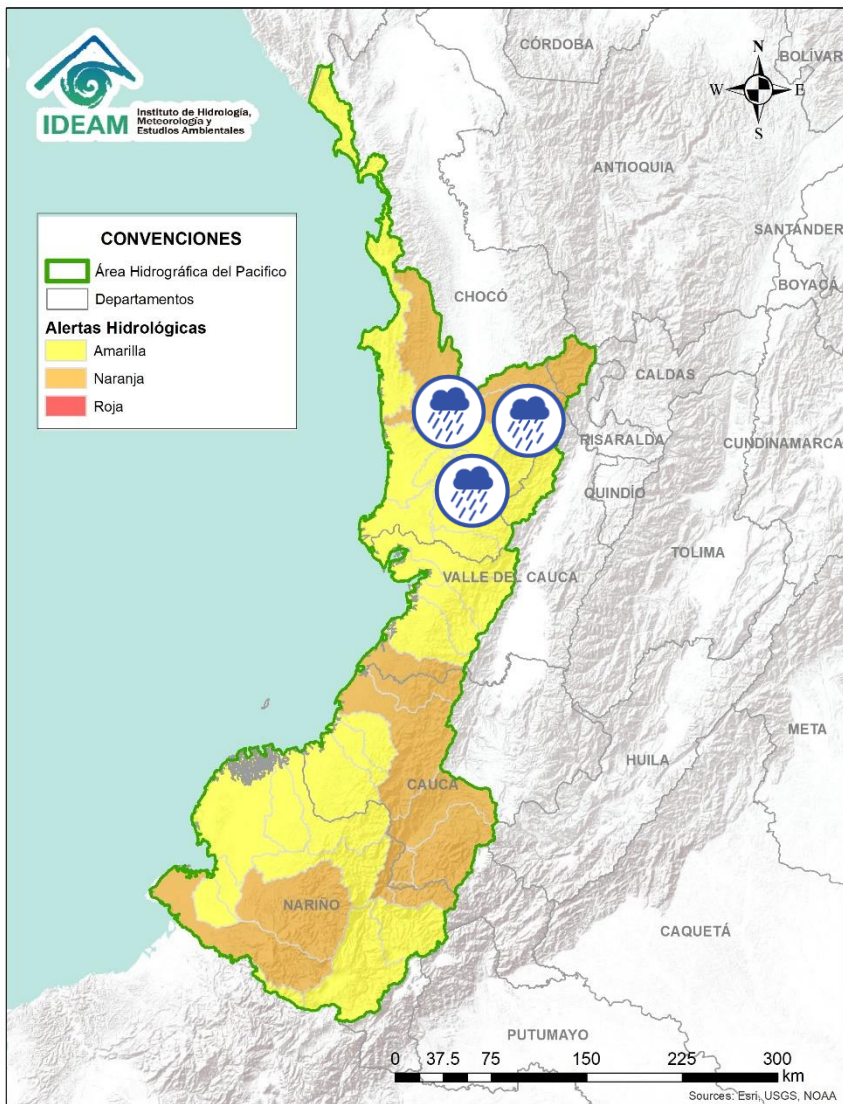 IDEAM
Instituto de Hidrología,
Meteorología y
Estudios Ambientales
N
W
E
S
CÓRDOBA
BOLÍVAR
ANTIOQUIA
SANTANDER
BOYACÁ
CHOCÓ
CALDAS
RISARALDA
CUNDINAMARCA
QUINDÍO
TOLIMA
VALLE DEL CAUCA
META
HUILA
CAUCA
NARIÑO
CAQUETÁ
PUTUMAYO
CONVENCIONES
Área Hidrográfica del Pacifico
Departamentos
Alertas Hidrológicas
Amarilla
Naranja
Roja
0 37.5 75 150 225 300
km
Sources: Esri, USGS, NOAA